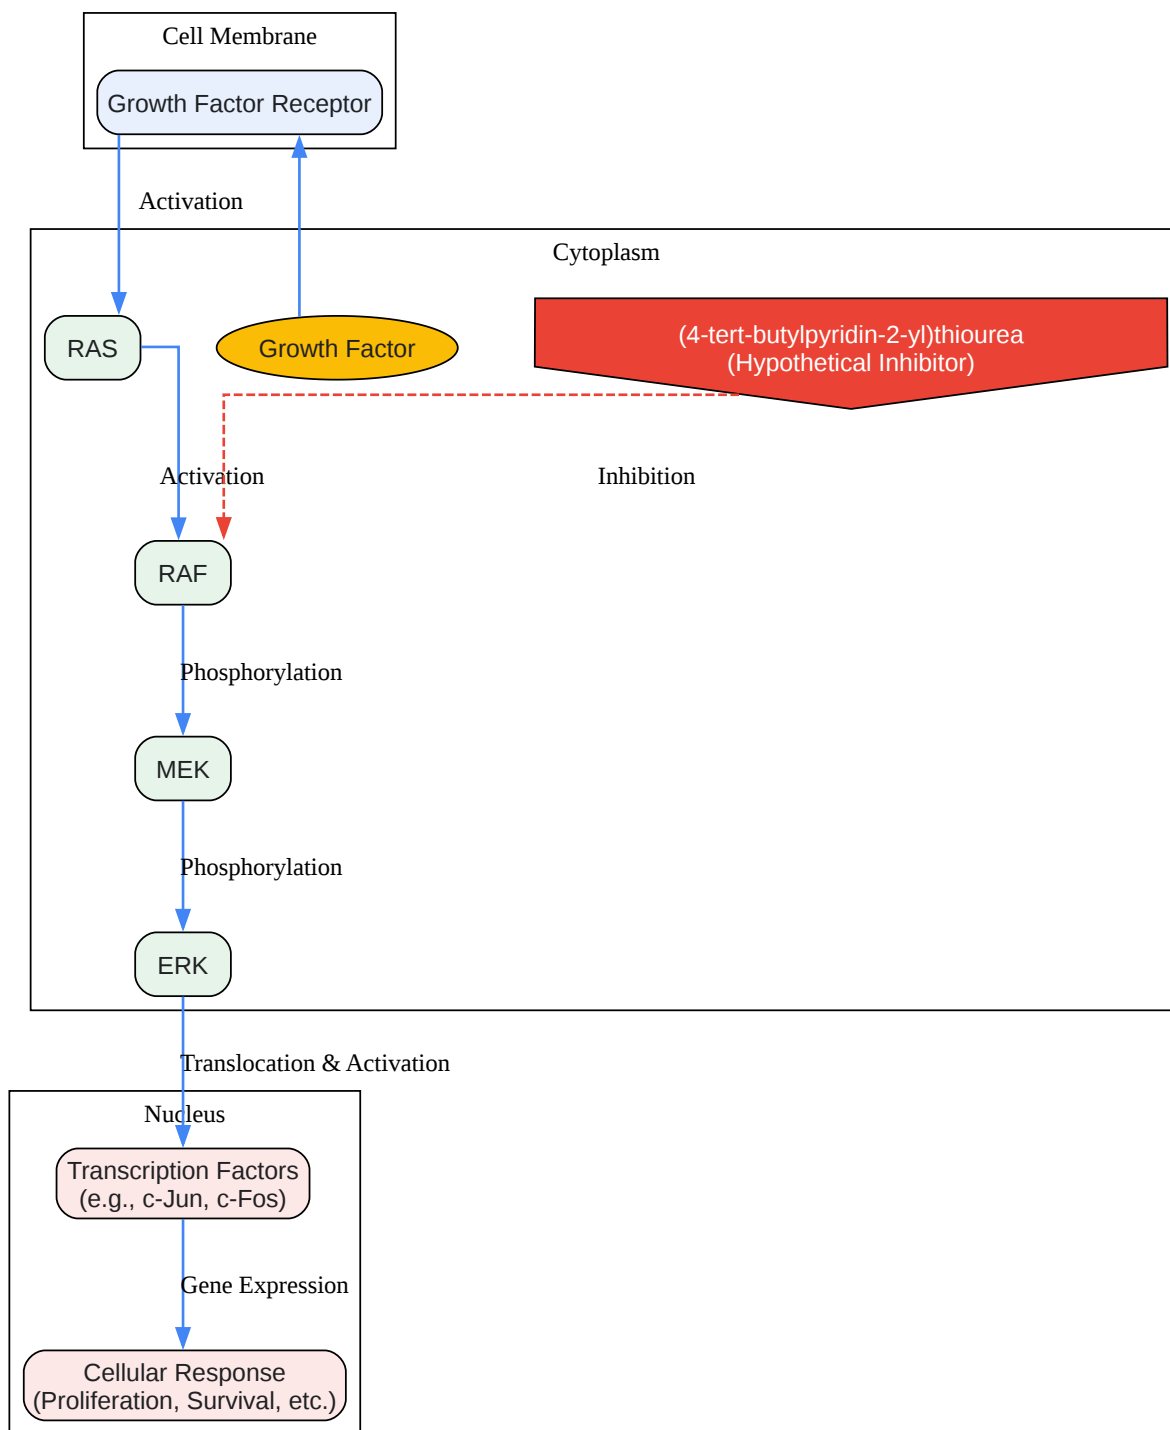 Cell Membrane
Growth Factor Receptor
Activation
Cytoplasm
RAS
Growth Factor
(4-tert-butylpyridin-2-yl)thiourea
(Hypothetical Inhibitor)
Activation
Inhibition
RAF
Phosphorylation
MEK
Phosphorylation
ERK
Translocation & Activation
Nucleus
Transcription Factors
(e.g., c-Jun, c-Fos)
Gene Expression
Cellular Response
(Proliferation, Survival, etc.)